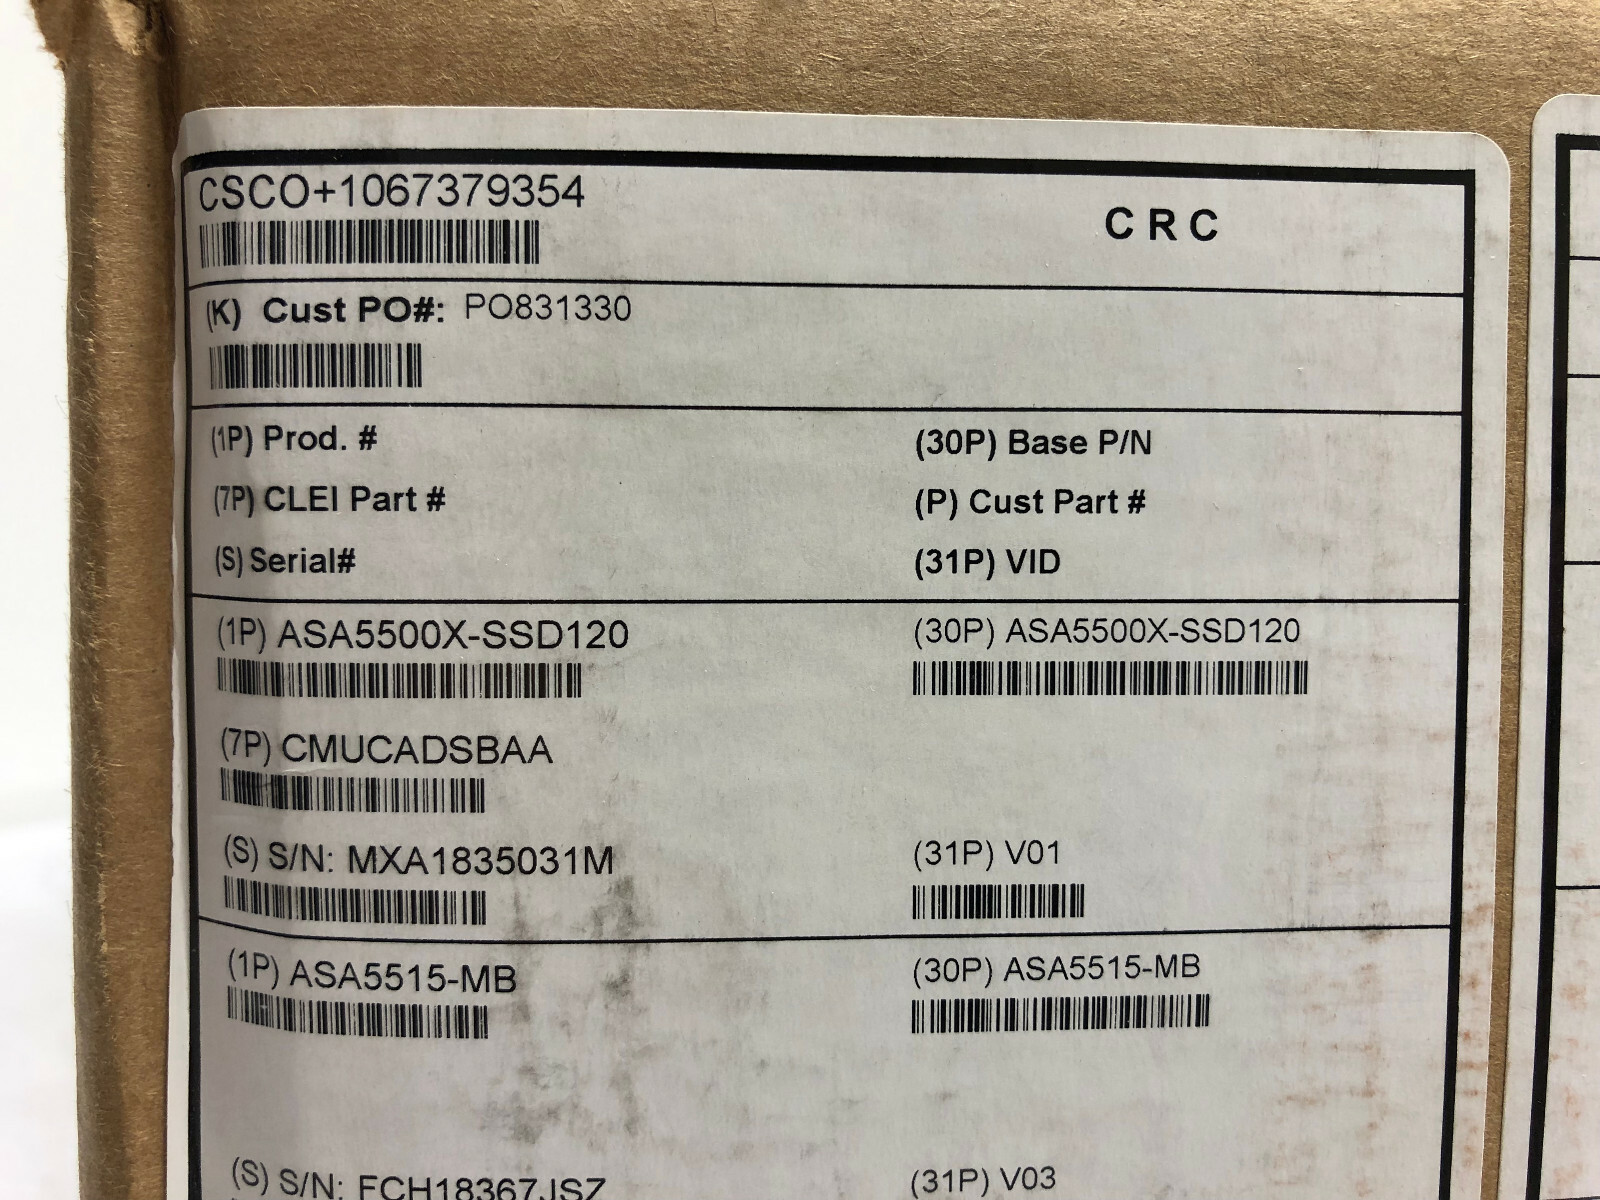 CSCO+1067379354
CRC
(K) Cust PO#: PO831330
(1P) Prod. #
(30P) Base P/N
(7P) CLEI Part #
(P) Cust Part #
(S) Serial#
(31P) VID
(1P) ASA5500X-SSD120
(30P) ASA5500X-SSD120
(7P) CMUCADSBAA
(S) S/N: MXA1835031M
(31P) V01
(1P) ASA5515-MB
(30P) ASA5515-MB
(S) S/N: FCH18367JSZ
(31P) V03